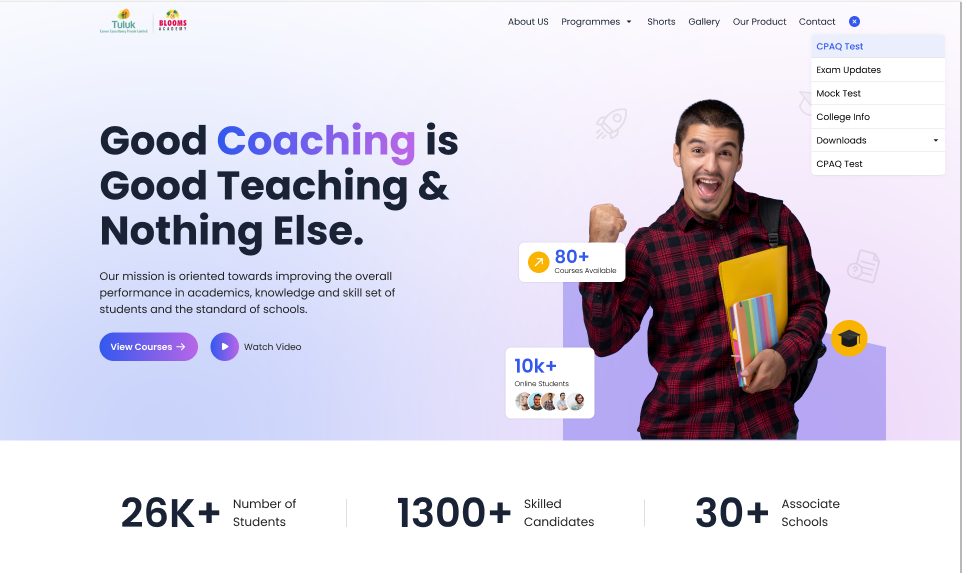 Tuluk
BLOOMS
ACADEMY
About US Programmes Shorts Gallery Our Product Contact
CPAQ Test
Exam Updates
Mock Test
College Info
Downloads
CPAQ Test
Good Coaching is
Good Teaching &
Nothing Else.
Our mission is oriented towards improving the overall
performance in academics, knowledge and skill set of
students and the standard of schools.
View Courses →
Watch Video
80+
Courses Available
10k+
Online Students
26K+
Number of
Students
1300+
Skilled
Candidates
30+
Associate
Schools